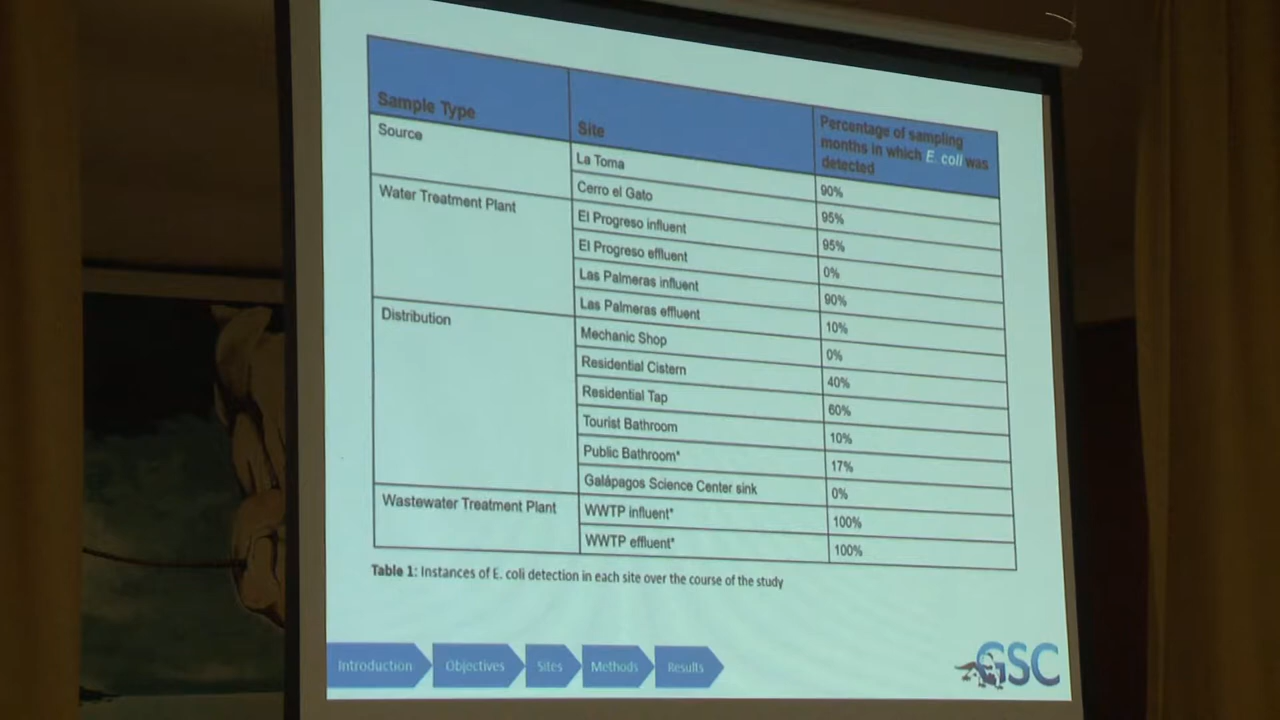 Sample Type Site Percentage of sampling
months in which E. coli was
detected
Source La Toma 90%
Cerro el Gato 95%
Water Treatment Plant El Progreso influent 95%
El Progreso effluent 0%
Las Palmeras influent 90%
Las Palmeras effluent 10%
Distribution Mechanic Shop 0%
Residential Cistern 40%
Residential Tap 60%
Tourist Bathroom 10%
Public Bathroom* 17%
Galápagos Science Center sink 0%
Wastewater Treatment Plant WWTP influent* 100%
WWTP effluent* 100%
Table 1: Instances of E. coli detection in each site over the course of the study
Introduction Objectives Sites Methods Results
GSC